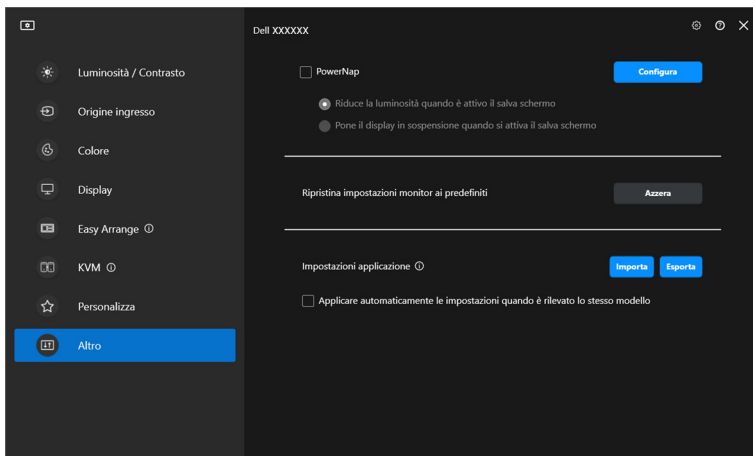 Dell XXXXXX
Luminosità / Contrasto
Origine ingresso
Colore
Display
Easy Arrange
KVM
Personalizza
Altro
PowerNap
Configura
Riduce la luminosità quando è attivo il salva schermo
Pone il display in sospensione quando si attiva il salva schermo
Ripristina impostazioni monitor ai predefiniti
Azzera
Impostazioni applicazione
Importa
Esporta
Applicare automaticamente le impostazioni quando è rilevato lo stesso modello